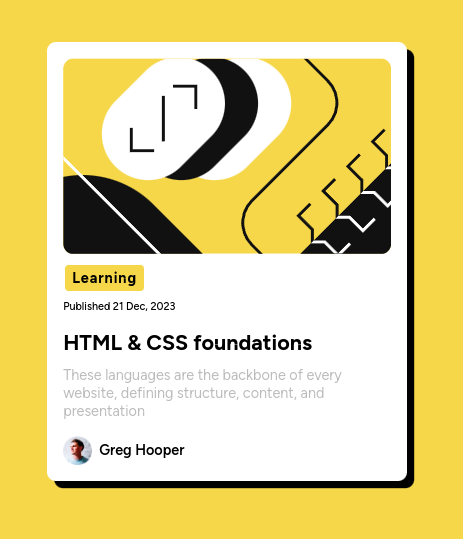 Learning
Published 21 Dec, 2023
HTML & CSS foundations
These languages are the backbone of every
website, defining structure, content, and
presentation
Greg Hooper